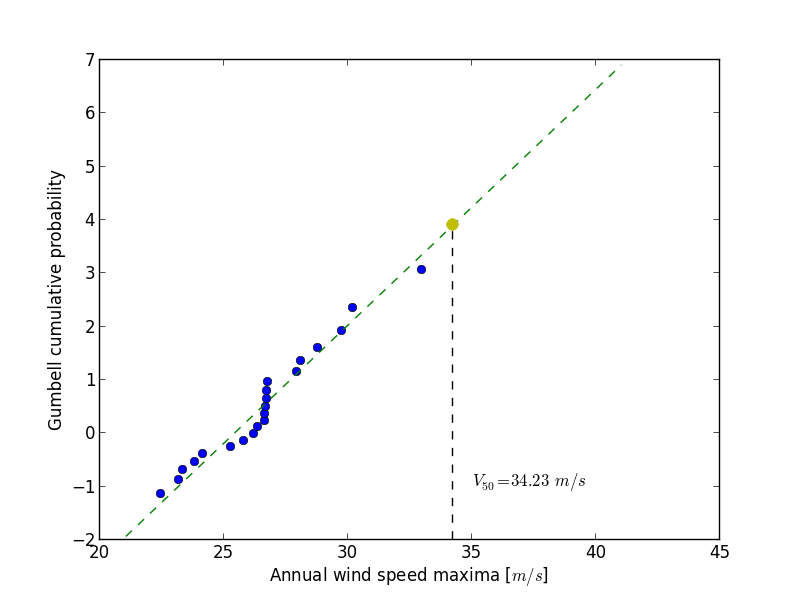 7
6
5
4
3
2
1
0
−1
−2
Gumbell cumulative probability
V₅₀=34.23 m/s
20 25 30 35 40 45
Annual wind speed maxima [m/s]